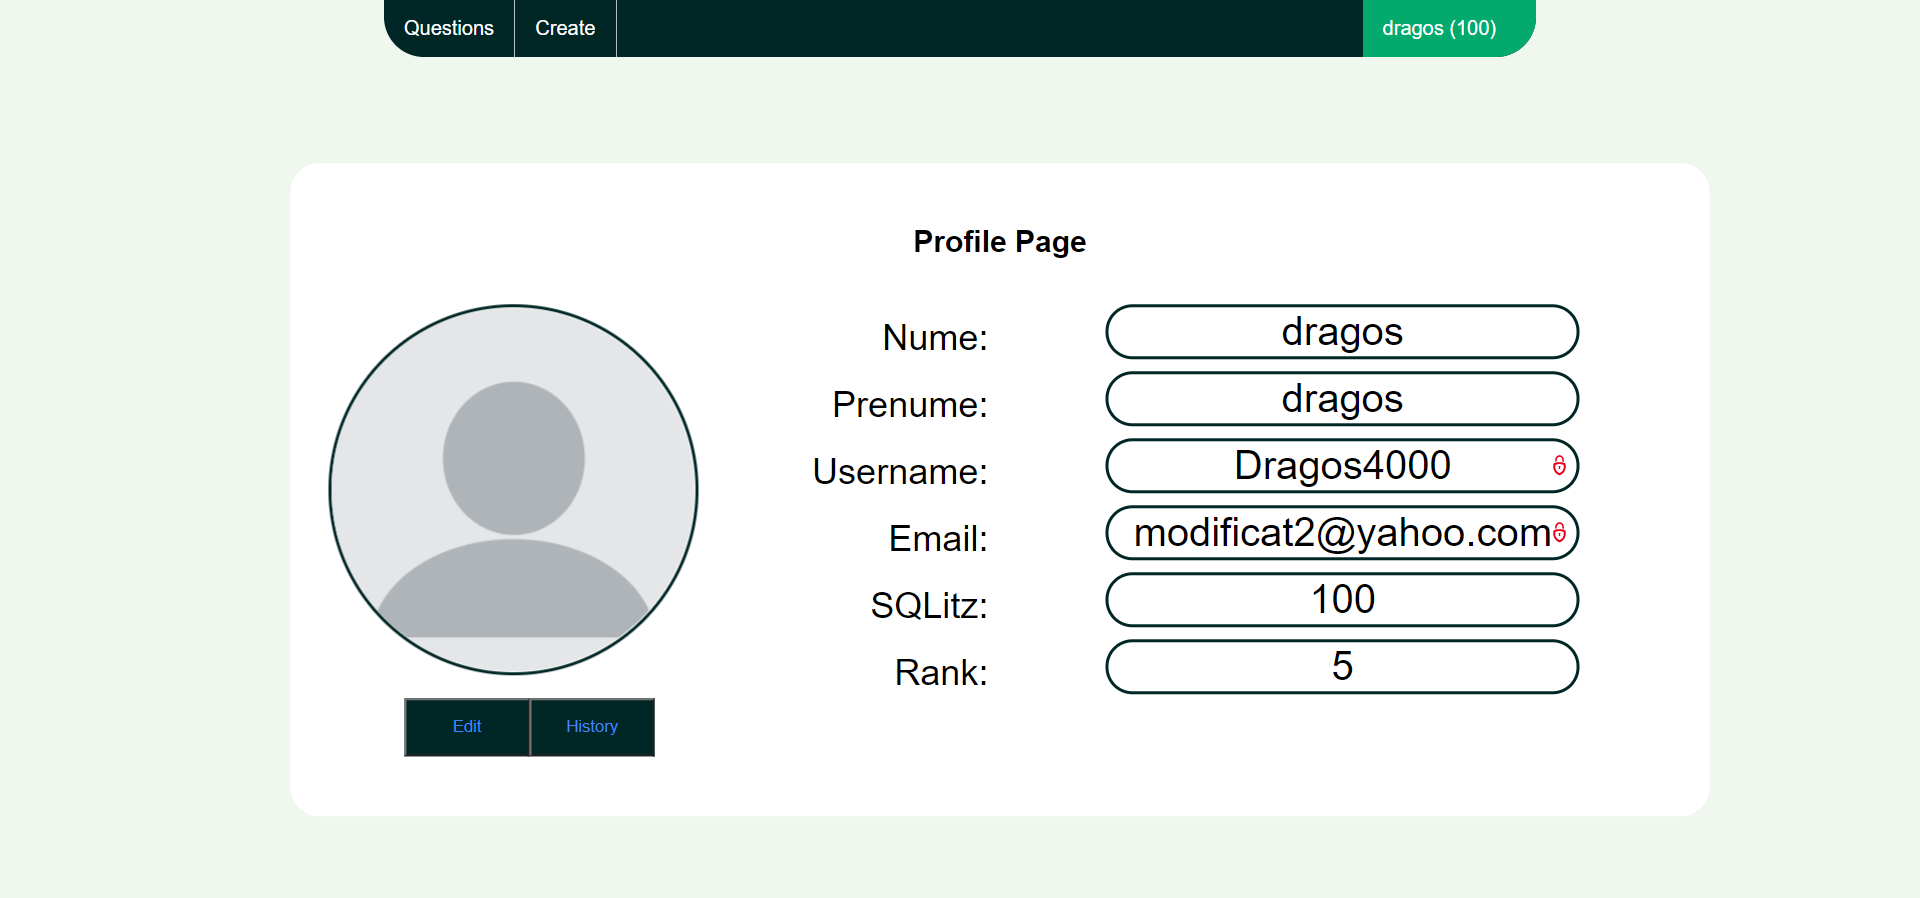 Questions Create dragos (100)
Profile Page
Nume: dragos
Prenume: dragos
Username: Dragos4000
Email: modificat2@yahoo.com
SQLitz: 100
Rank: 5
Edit History